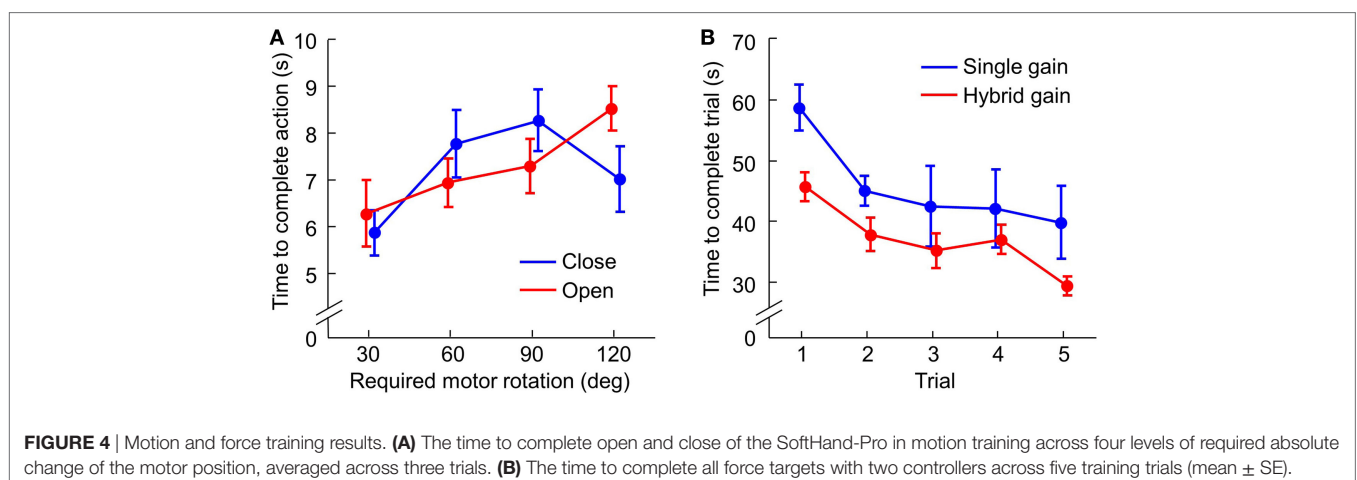 A
10
9
8
7
6
5
0
Time to complete action (s)
Close
Open
30 60 90 120
Required motor rotation (deg)
B
70
60
50
40
30
0
Time to complete trial (s)
Single gain
Hybrid gain
1 2 3 4 5
Trial
FIGURE 4 | Motion and force training results. (A) The time to complete open and close of the SoftHand-Pro in motion training across four levels of required absolute
change of the motor position, averaged across three trials. (B) The time to complete all force targets with two controllers across five training trials (mean ± SE).